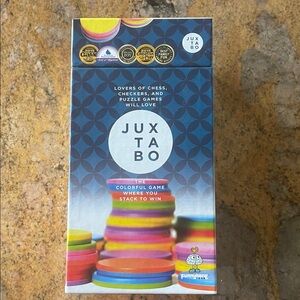 JUX
TA
BO
LOVERS OF CHESS,
CHECKERS, AND
PUZZLE GAMES
WILL LOVE
JUX
TA
BO
THE
COLORFUL GAME
WHERE YOU
STACK TO WIN